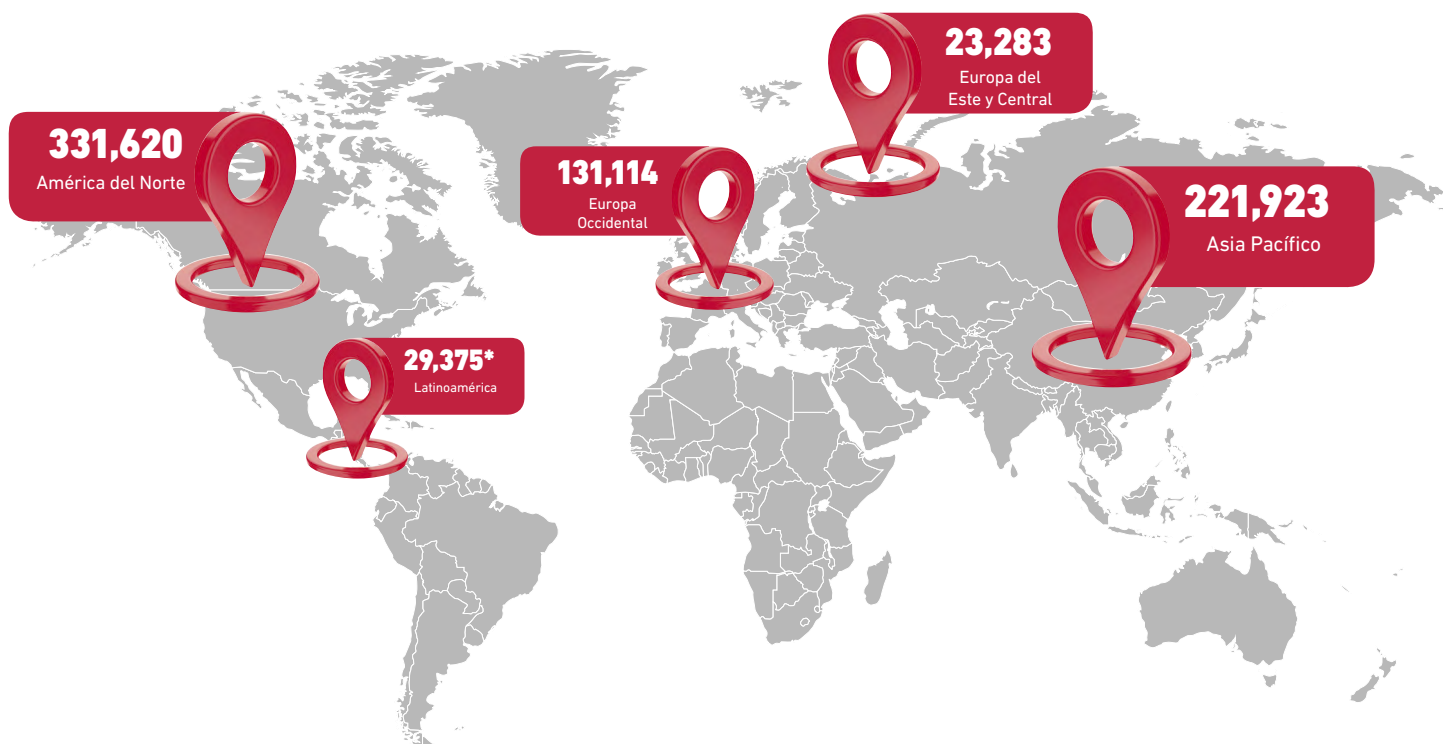 23,283
Europa del
Este y Central
331,620
América del Norte
131,114
Europa
Occidental
221,923
Asia Pacífico
29,375*
Latinoamérica